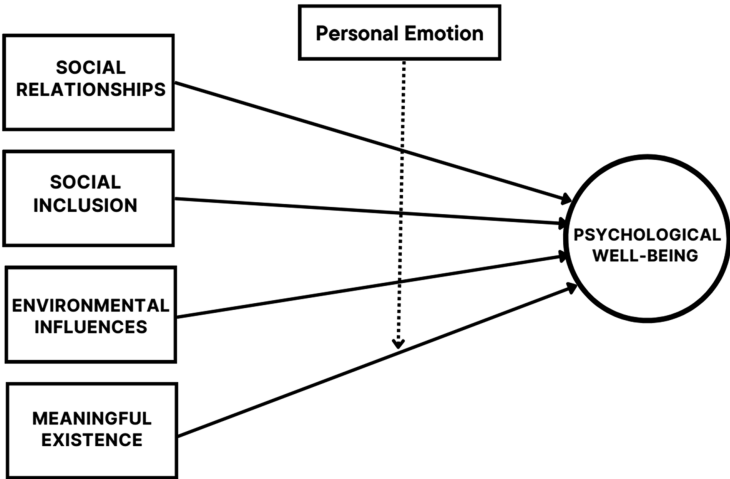 Personal Emotion
SOCIAL
RELATIONSHIPS
SOCIAL
INCLUSION
ENVIRONMENTAL
INFLUENCES
MEANINGFUL
EXISTENCE
PSYCHOLOGICAL
WELL-BEING